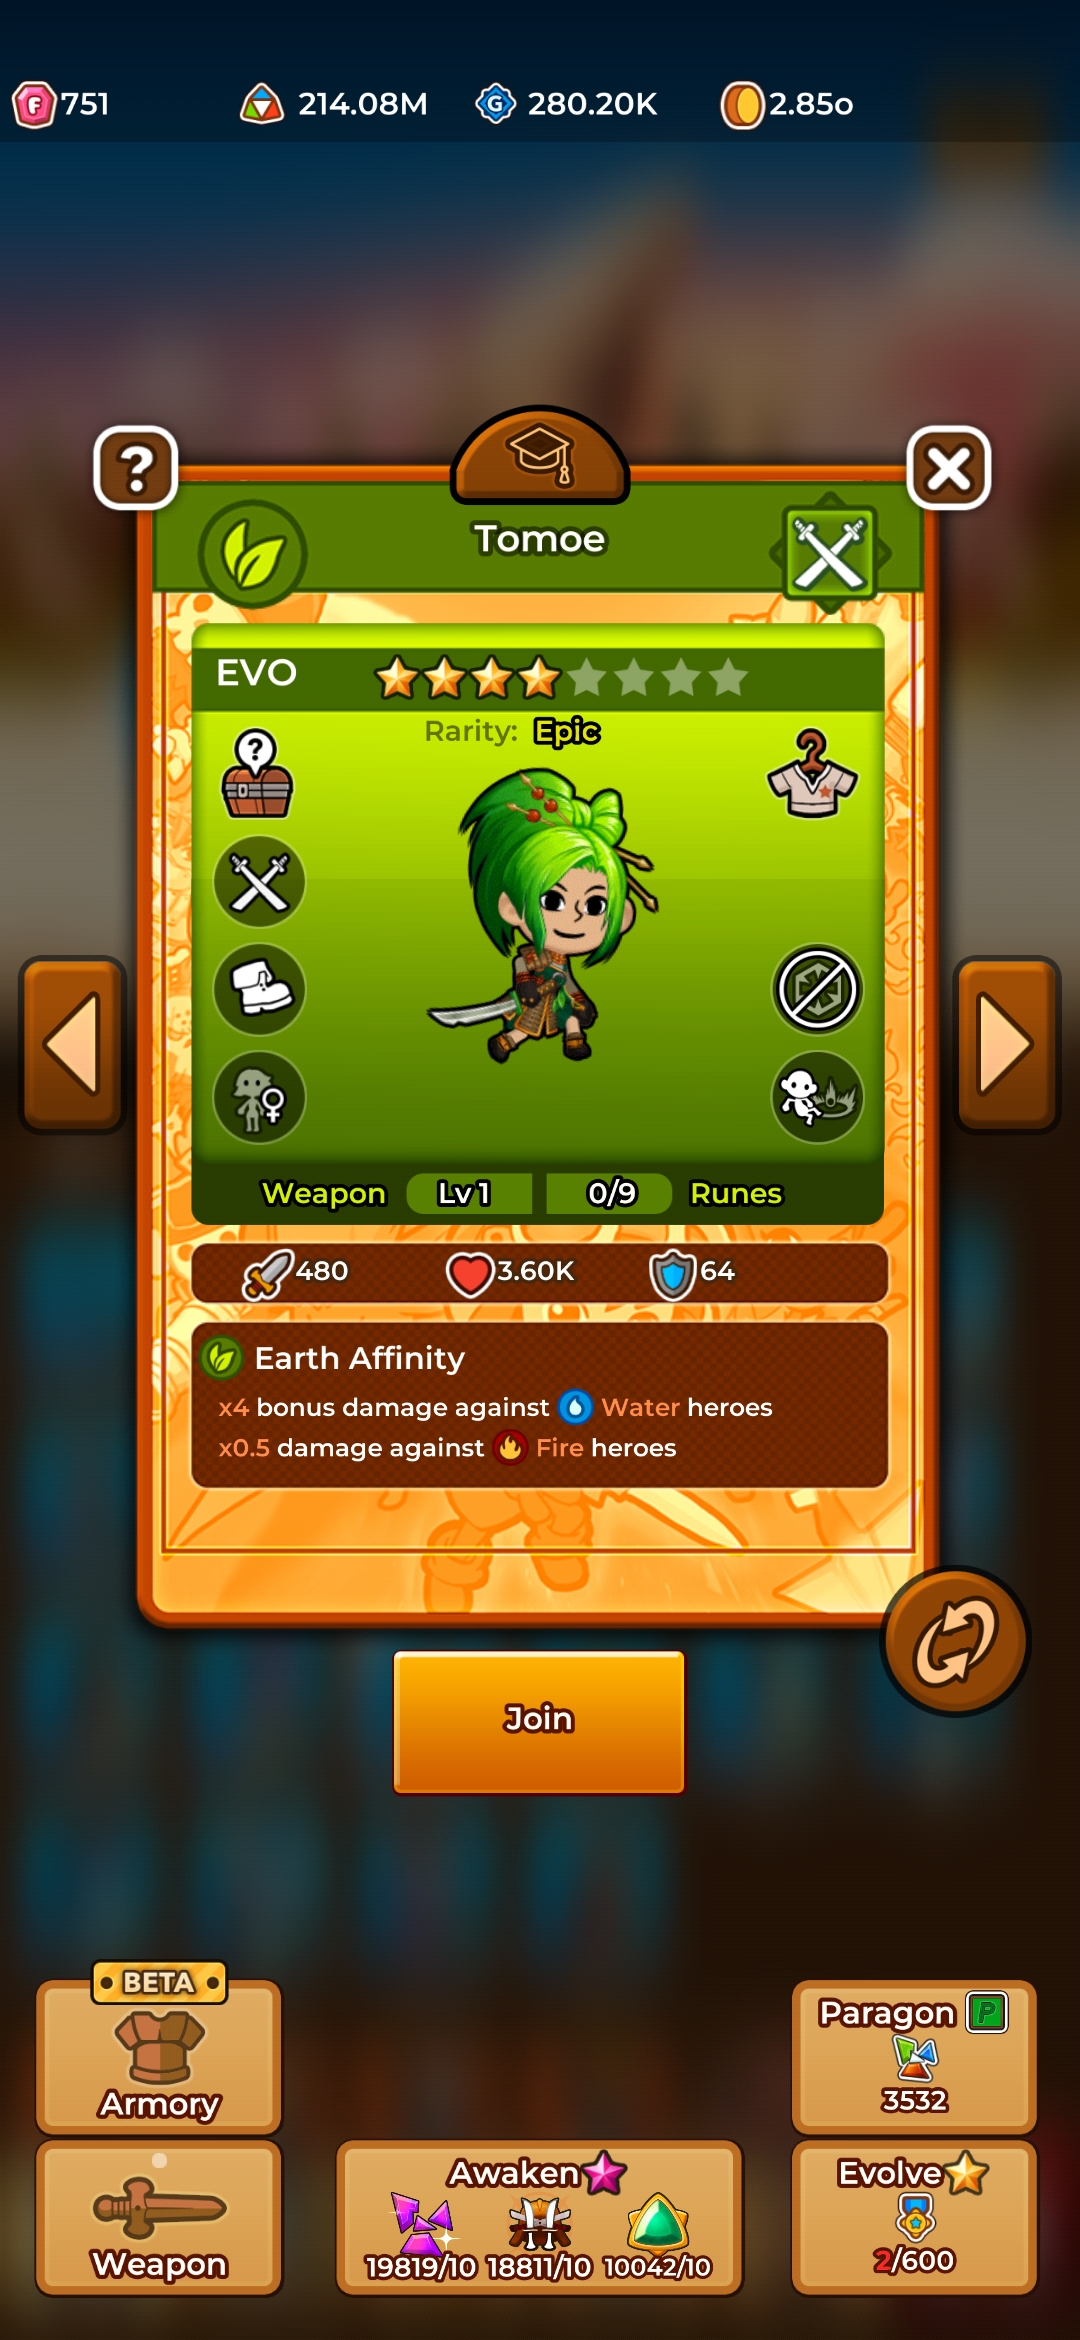 751 214.08M 280.20K 2.85o
Tomoe
EVO
Rarity: Epic
Weapon Lv 1 0/9 Runes
480 3.60K 64
Earth Affinity
x4 bonus damage against Water heroes
x0.5 damage against Fire heroes
Join
BETA
Armory
Paragon P
3532
Weapon
Awaken
19819/10 18811/10 10042/10
Evolve
2/600